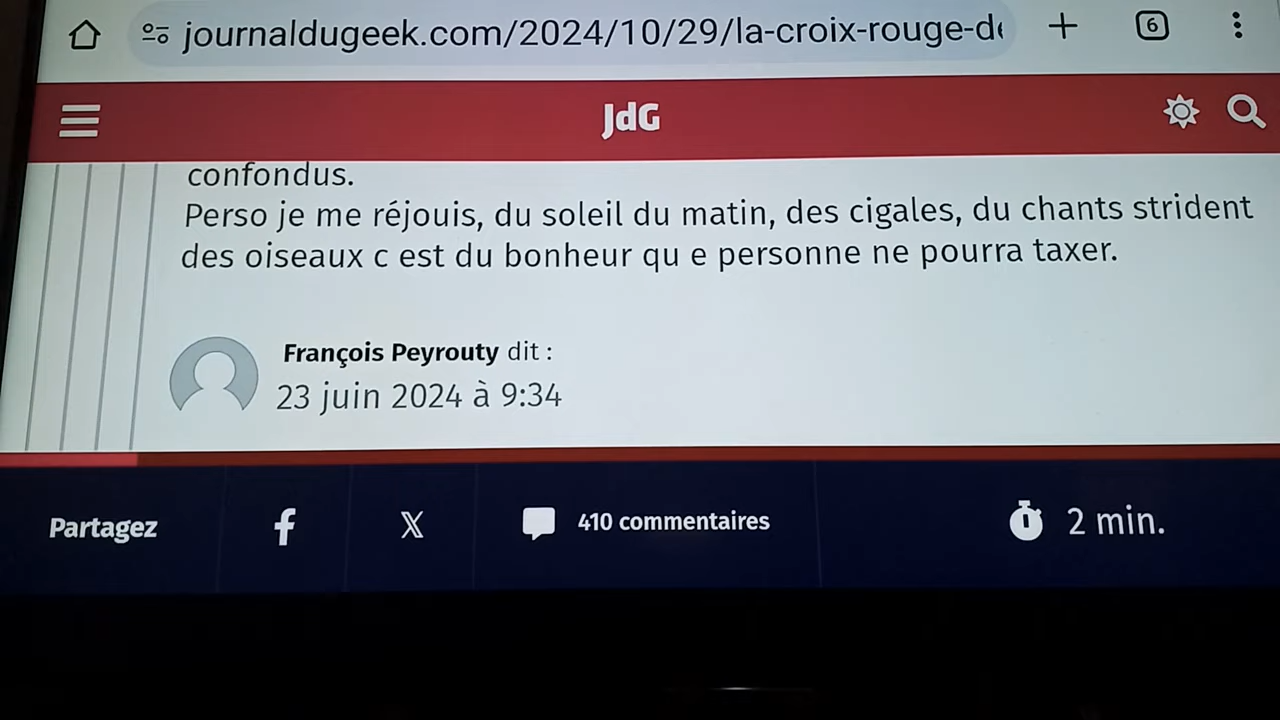 journaldugeek.com/2024/10/29/la-croix-rouge-de
6
JdG
confondus.
Perso je me réjouis, du soleil du matin, des cigales, du chants strident
des oiseaux c est du bonheur qu e personne ne pourra taxer.
François Peyrouty dit :
23 juin 2024 à 9:34
Partagez
f
X
410 commentaires
2 min.